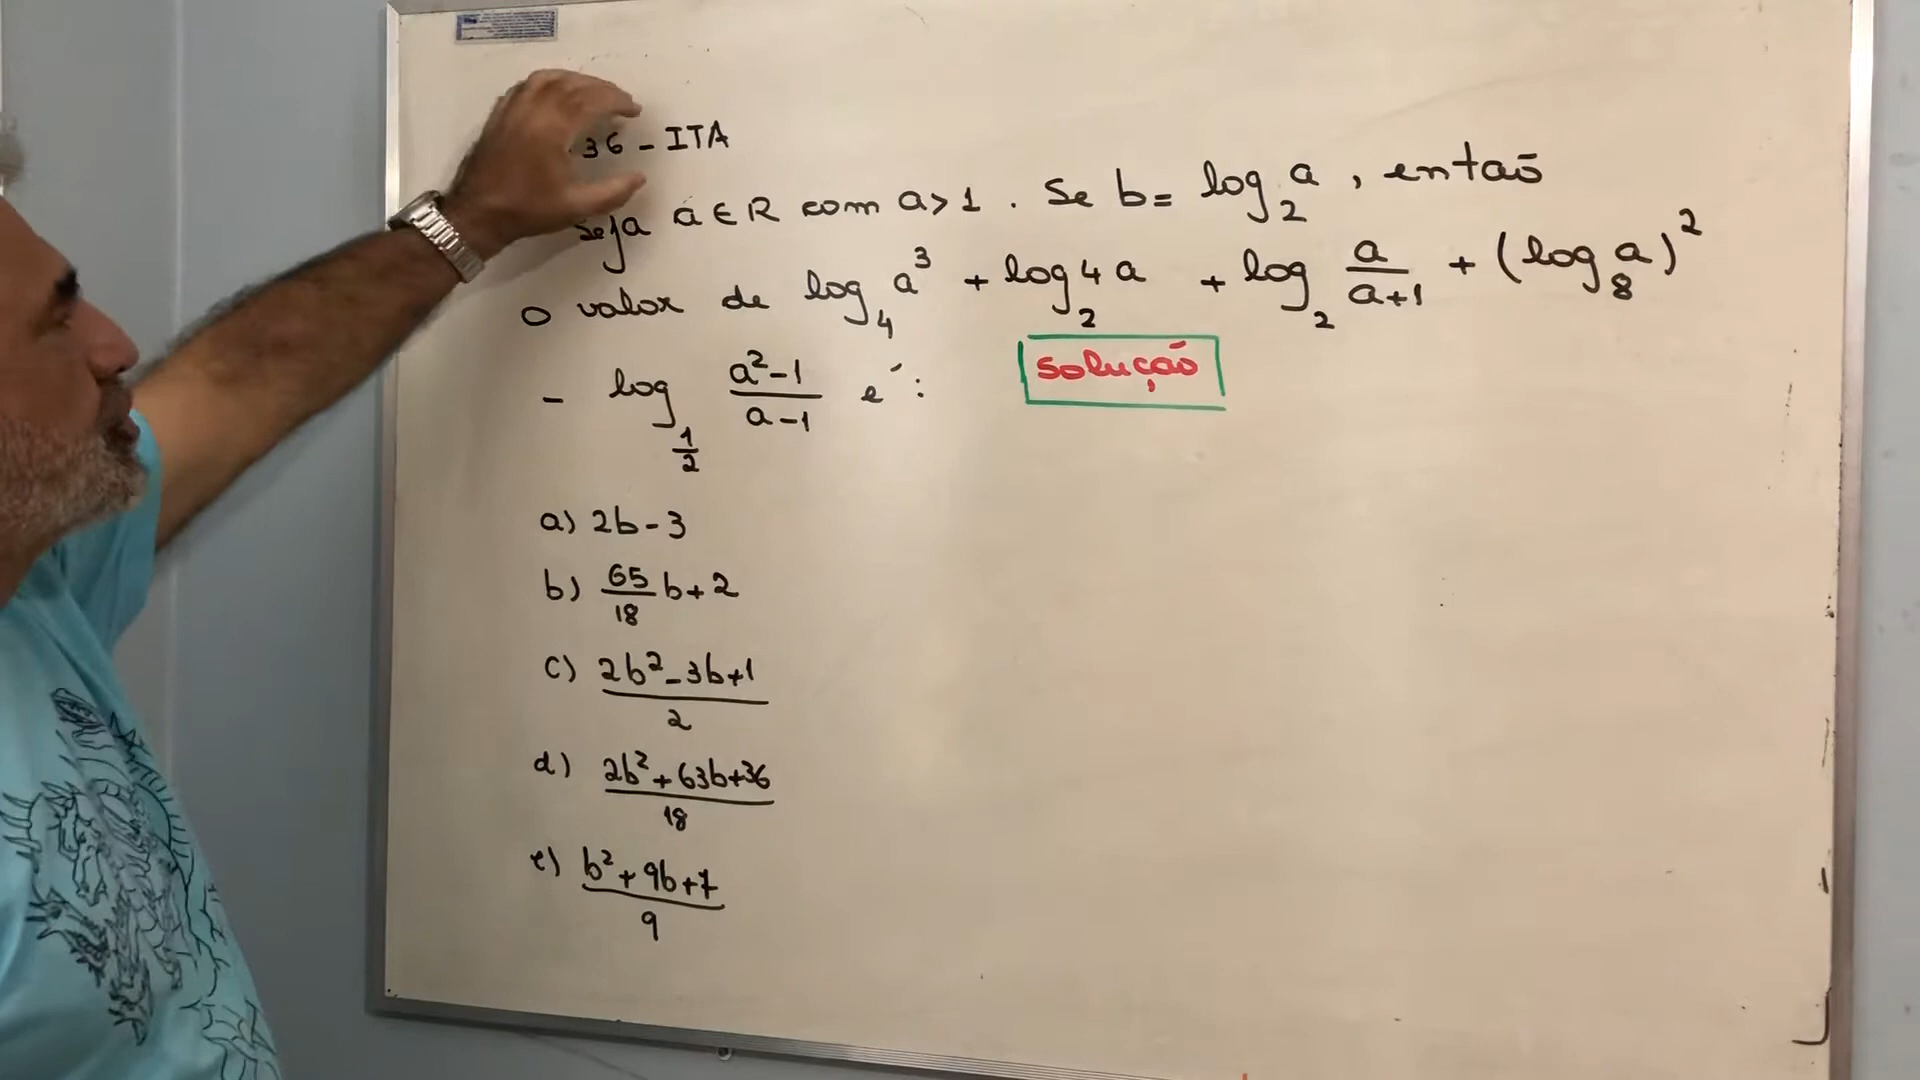 36 - ITA
Seja a ∈ R com a > 1 . Se b = log₂ a , então
o valor de log₄ a³ + log₂ 4a + log₂ a/(a+1) + (log₈ a)²
- log_(1/2) (a²-1)/(a-1) é :
solução
a) 2b - 3
b) 65/18 b + 2
c) (2b² - 3b + 1)/2
d) (2b² + 63b + 36)/18
e) (b² + 9b + 7)/9